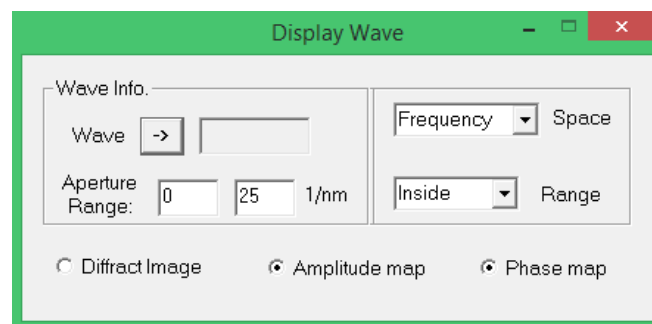 Display Wave
Wave Info.
Wave -> Frequency Space
Aperture
Range: 0 25 1/nm Inside Range
Diffract Image Amplitude map Phase map